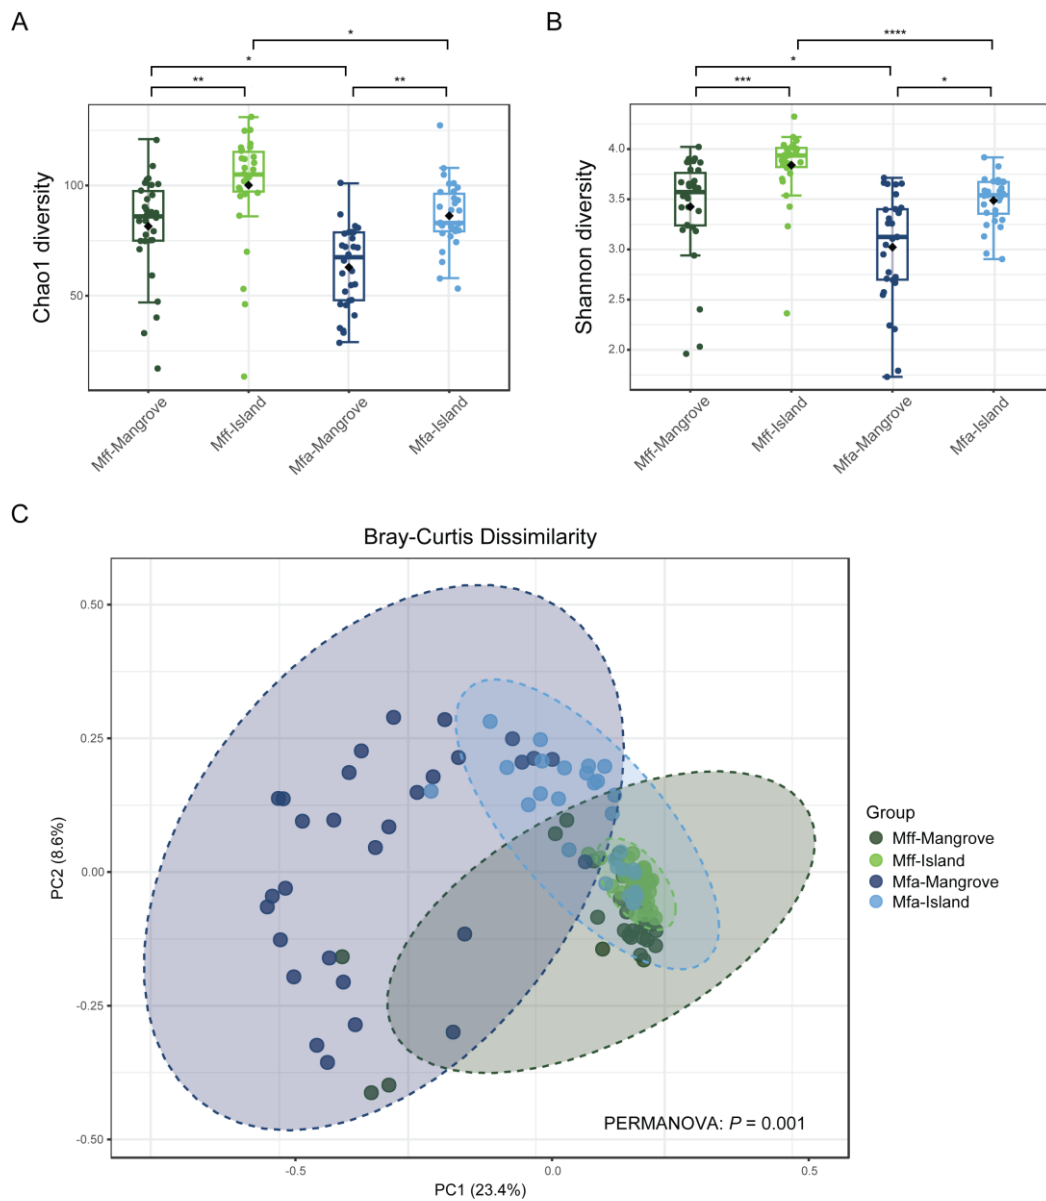 A
B
*
*
**
**
****
*
***
*
Chao1 diversity
100
50
Mff-Mangrove
Mff-Island
Mfa-Mangrove
Mfa-Island
Shannon diversity
4.0
3.5
3.0
2.5
2.0
Mff-Mangrove
Mff-Island
Mfa-Mangrove
Mfa-Island
C
Bray-Curtis Dissimilarity
PC2 (8.6%)
0.50
0.25
0.00
-0.25
-0.50
Group
Mff-Mangrove
Mff-Island
Mfa-Mangrove
Mfa-Island
PERMANOVA: P = 0.001
-0.5
0.0
0.5
PC1 (23.4%)